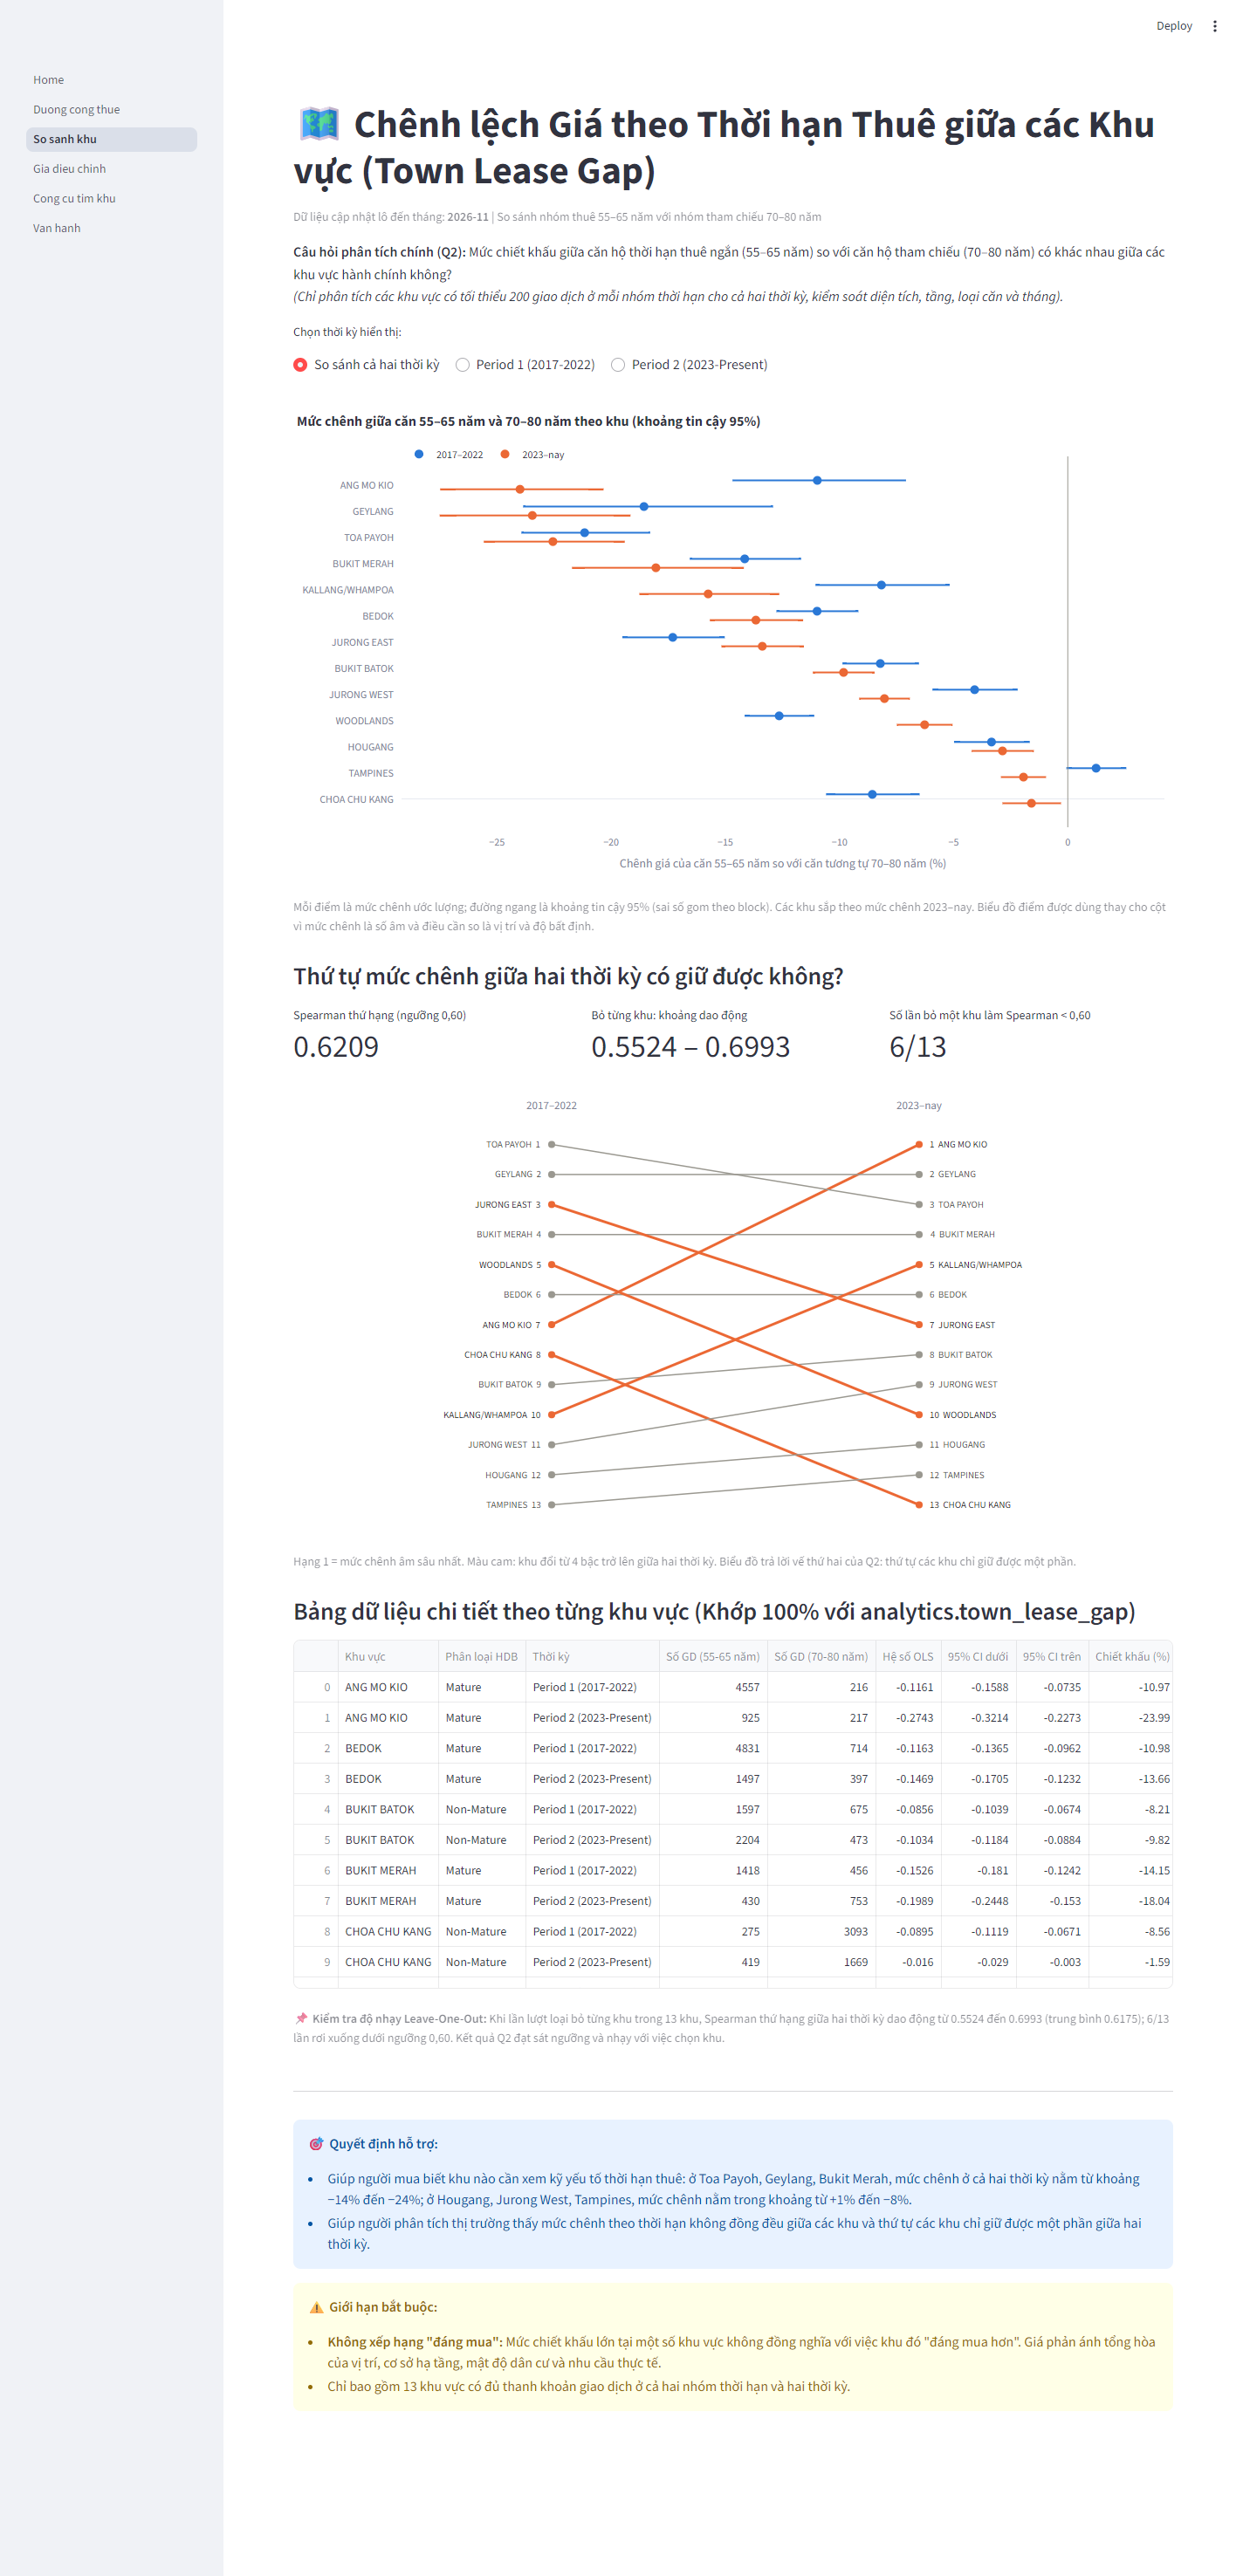 Deploy
Home
Duong cong thue
So sanh khu
Gia dieu chinh
Cong cu tim khu
Van hanh
Chênh lệch Giá theo Thời hạn Thuê giữa các Khu
vực (Town Lease Gap)
Dữ liệu cập nhật lô đến tháng: 2026-11 | So sánh nhóm thuê 55–65 năm với nhóm tham chiếu 70–80 năm
Câu hỏi phân tích chính (Q2): Mức chiết khấu giữa căn hộ thời hạn thuê ngắn (55–65 năm) so với căn hộ tham chiếu (70–80 năm) có khác nhau giữa các
khu vực hành chính không?
(Chỉ phân tích các khu vực có tối thiểu 200 giao dịch ở mỗi nhóm thời hạn cho cả hai thời kỳ, kiểm soát diện tích, tầng, loại căn và tháng).
Chọn thời kỳ hiển thị:
So sánh cả hai thời kỳ
Period 1 (2017-2022)
Period 2 (2023-Present)
Mức chênh giữa căn 55–65 năm và 70–80 năm theo khu (khoảng tin cậy 95%)
2017–2022
2023–nay
ANG MO KIO
GEYLANG
TOA PAYOH
BUKIT MERAH
KALLANG/WHAMPOA
BEDOK
JURONG EAST
BUKIT BATOK
JURONG WEST
WOODLANDS
HOUGANG
TAMPINES
CHOA CHU KANG
−25 −20 −15 −10 −5 0
Chênh giá của căn 55–65 năm so với căn tương tự 70–80 năm (%)
Mỗi điểm là mức chênh ước lượng; đường ngang là khoảng tin cậy 95% (sai số gom theo block). Các khu sắp theo mức chênh 2023–nay. Biểu đồ điểm được dùng thay cho cột
vì mức chênh là số âm và điều cần so là vị trí và độ bất định.
Thứ tự mức chênh giữa hai thời kỳ có giữ được không?
Spearman thứ hạng (ngưỡng 0,60)
0.6209
Bỏ từng khu: khoảng dao động
0.5524 – 0.6993
Số lần bỏ một khu làm Spearman < 0,60
6/13
2017–2022 2023–nay
TOA PAYOH 1 1 ANG MO KIO
GEYLANG 2 2 GEYLANG
JURONG EAST 3 3 TOA PAYOH
BUKIT MERAH 4 4 BUKIT MERAH
WOODLANDS 5 5 KALLANG/WHAMPOA
BEDOK 6 6 BEDOK
ANG MO KIO 7 7 JURONG EAST
CHOA CHU KANG 8 8 BUKIT BATOK
BUKIT BATOK 9 9 JURONG WEST
KALLANG/WHAMPOA 10 10 WOODLANDS
JURONG WEST 11 11 HOUGANG
HOUGANG 12 12 TAMPINES
TAMPINES 13 13 CHOA CHU KANG
Hạng 1 = mức chênh âm sâu nhất. Màu cam: khu đổi từ 4 bậc trở lên giữa hai thời kỳ. Biểu đồ trả lời vế thứ hai của Q2: thứ tự các khu chỉ giữ được một phần.
Bảng dữ liệu chi tiết theo từng khu vực (Khớp 100% với analytics.town_lease_gap)
Khu vực Phân loại HDB Thời kỳ Số GD (55-65 năm) Số GD (70-80 năm) Hệ số OLS 95% CI dưới 95% CI trên Chiết khấu (%)
0 ANG MO KIO Mature Period 1 (2017-2022) 4557 216 -0.1161 -0.1588 -0.0735 -10.97
1 ANG MO KIO Mature Period 2 (2023-Present) 925 217 -0.2743 -0.3214 -0.2273 -23.99
2 BEDOK Mature Period 1 (2017-2022) 4831 714 -0.1163 -0.1365 -0.0962 -10.98
3 BEDOK Mature Period 2 (2023-Present) 1497 397 -0.1469 -0.1705 -0.1232 -13.66
4 BUKIT BATOK Non-Mature Period 1 (2017-2022) 1597 675 -0.0856 -0.1039 -0.0674 -8.21
5 BUKIT BATOK Non-Mature Period 2 (2023-Present) 2204 473 -0.1034 -0.1184 -0.0884 -9.82
6 BUKIT MERAH Mature Period 1 (2017-2022) 1418 456 -0.1526 -0.181 -0.1242 -14.15
7 BUKIT MERAH Mature Period 2 (2023-Present) 430 753 -0.1989 -0.2448 -0.153 -18.04
8 CHOA CHU KANG Non-Mature Period 1 (2017-2022) 275 3093 -0.0895 -0.1119 -0.0671 -8.56
9 CHOA CHU KANG Non-Mature Period 2 (2023-Present) 419 1669 -0.016 -0.029 -0.003 -1.59
Kiểm tra độ nhạy Leave-One-Out: Khi lần lượt loại bỏ từng khu trong 13 khu, Spearman thứ hạng giữa hai thời kỳ dao động từ 0.5524 đến 0.6993 (trung bình 0.6175); 6/13
lần rơi xuống dưới ngưỡng 0,60. Kết quả Q2 đạt sát ngưỡng và nhạy với việc chọn khu.
Quyết định hỗ trợ:
Giúp người mua biết khu nào cần xem kỹ yếu tố thời hạn thuê: ở Toa Payoh, Geylang, Bukit Merah, mức chênh ở cả hai thời kỳ nằm từ khoảng
−14% đến −24%; ở Hougang, Jurong West, Tampines, mức chênh nằm trong khoảng từ +1% đến −8%.
Giúp người phân tích thị trường thấy mức chênh theo thời hạn không đồng đều giữa các khu và thứ tự các khu chỉ giữ được một phần giữa hai
thời kỳ.
Giới hạn bắt buộc:
Không xếp hạng "đáng mua": Mức chiết khấu lớn tại một số khu vực không đồng nghĩa với việc khu đó "đáng mua hơn". Giá phản ánh tổng hòa
của vị trí, cơ sở hạ tầng, mật độ dân cư và nhu cầu thực tế.
Chỉ bao gồm 13 khu vực có đủ thanh khoản giao dịch ở cả hai nhóm thời hạn và hai thời kỳ.